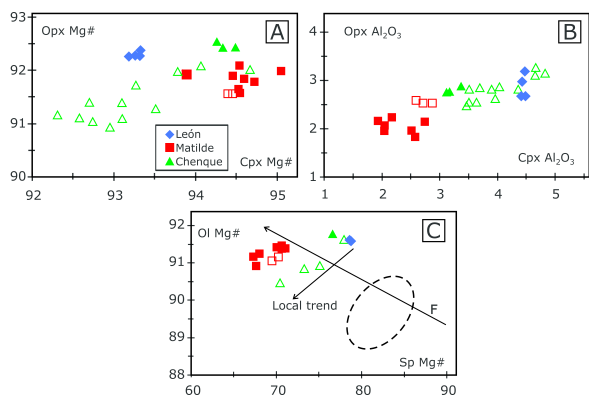 93
92
91
90
Opx Mg#
A
León
Matilde
Chenque
Cpx Mg#
92 93 94 95
4
3
2
1
Opx Al₂O₃
B
Cpx Al₂O₃
1 2 3 4 5
92
91
90
89
88
Ol Mg#
C
Local trend
F
Sp Mg#
60 70 80 90